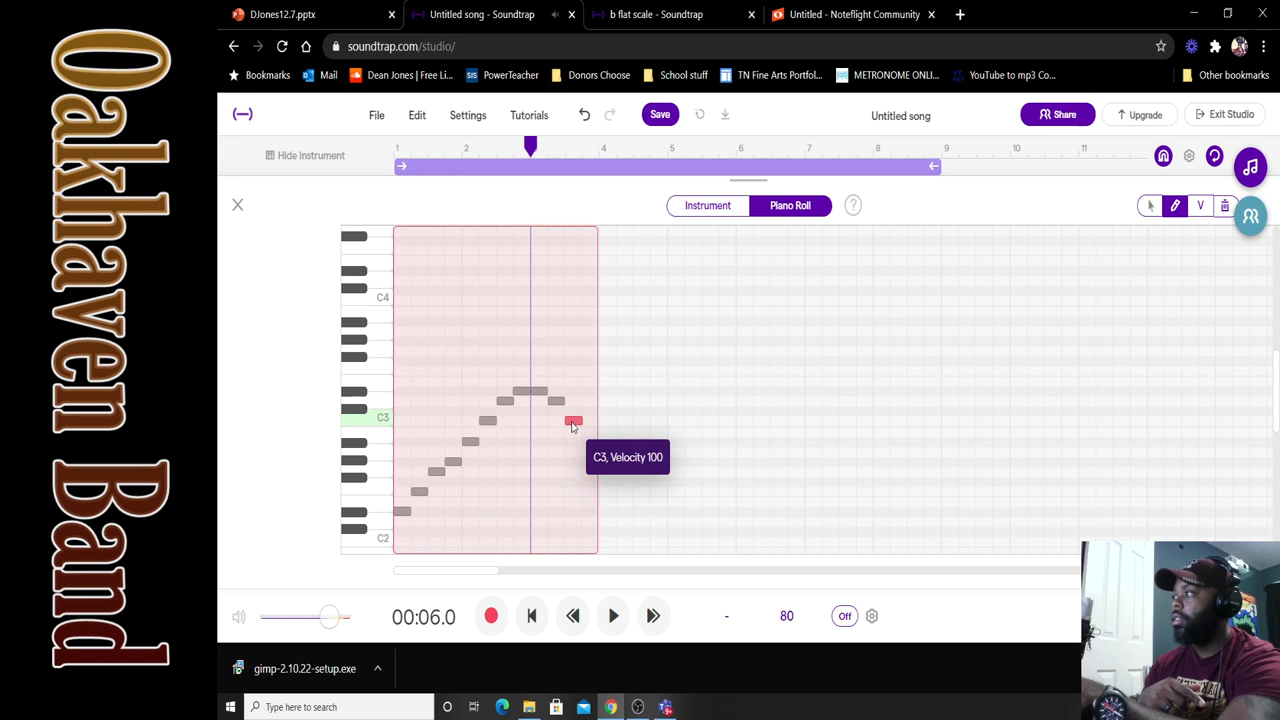 Oakhaven Band
DJones12.7.pptx
Untitled song - Soundtrap
b flat scale - Soundtrap
Untitled - Noteflight Community
soundtrap.com/studio/
Bookmarks
Mail
Dean Jones | Free Li...
PowerTeacher
Donors Choose
School stuff
TN Fine Arts Portfol...
METRONOME ONLI...
YouTube to mp3 Co...
Other bookmarks
File
Edit
Settings
Tutorials
Save
Untitled song
Share
Upgrade
Exit Studio
Hide Instrument
1
2
4
5
6
7
8
9
10
11
Instrument
Piano Roll
?
V
C4
C3
C3, Velocity 100
C2
00:06.0
-
80
Off
gimp-2.10.22-setup.exe
Type here to search